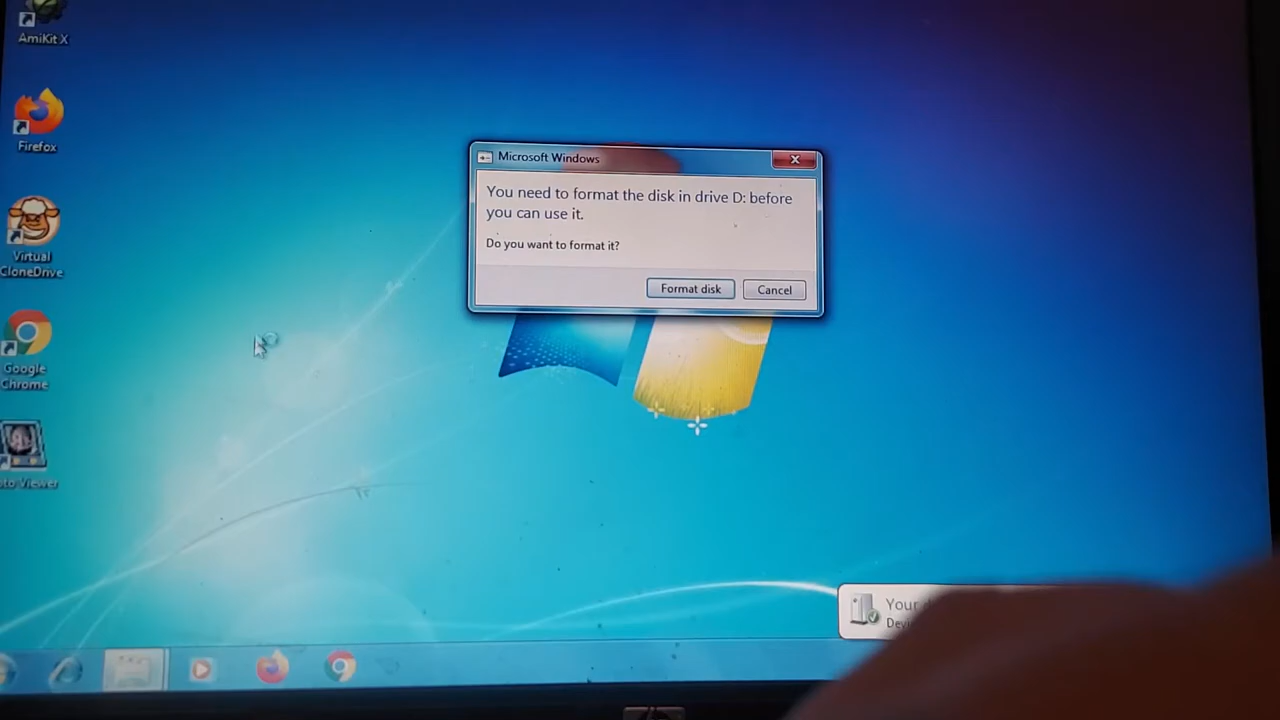 AmiKit X
Firefox
Virtual
CloneDrive
Google
Chrome
Viewer
Microsoft Windows
You need to format the disk in drive D: before
you can use it.
Do you want to format it?
Format disk
Cancel
Your